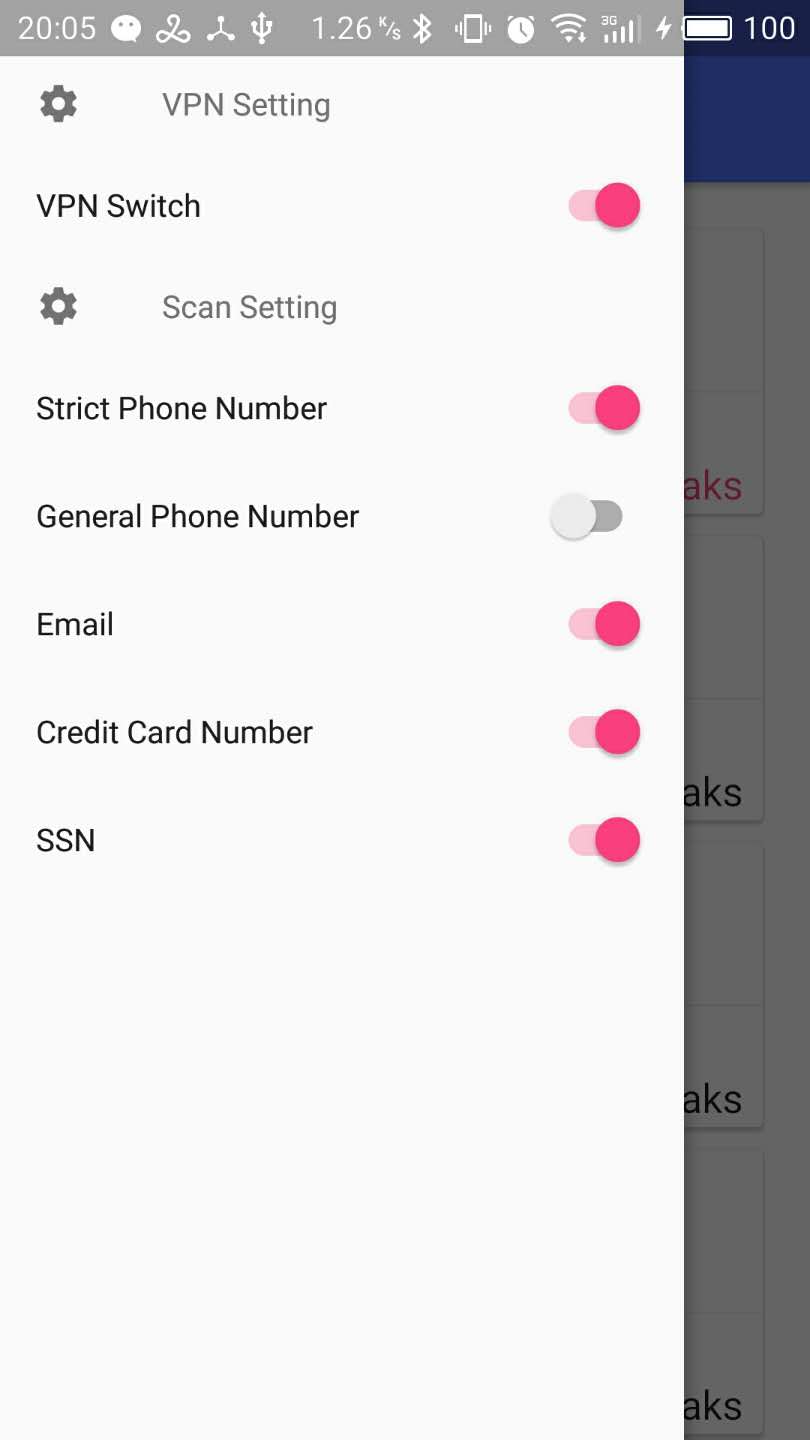 20:05 1.26 K/s 3G 100
VPN Setting
VPN Switch
Scan Setting
Strict Phone Number
General Phone Number
aks
Email
Credit Card Number
aks
SSN
aks
aks